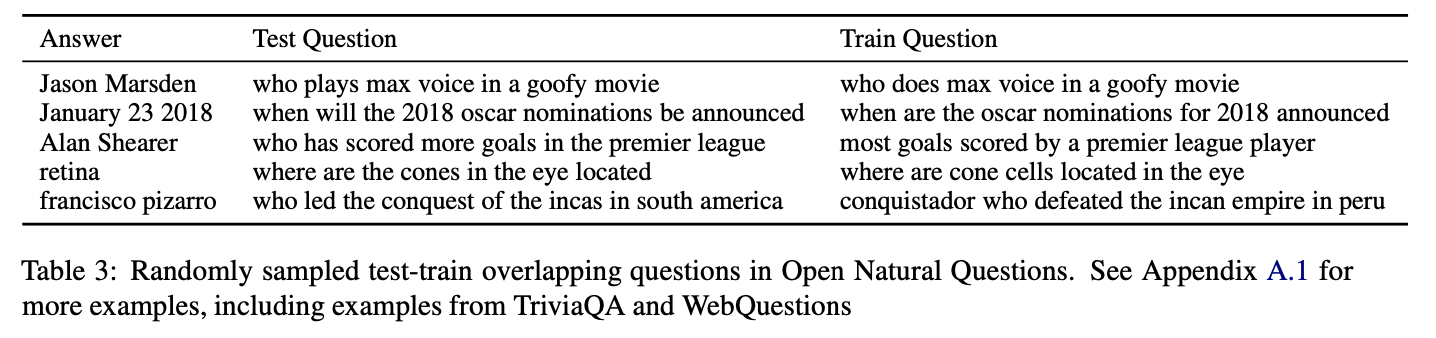 Answer Test Question Train Question
Jason Marsden who plays max voice in a goofy movie who does max voice in a goofy movie
January 23 2018 when will the 2018 oscar nominations be announced when are the oscar nominations for 2018 announced
Alan Shearer who has scored more goals in the premier league most goals scored by a premier league player
retina where are the cones in the eye located where are cone cells located in the eye
francisco pizarro who led the conquest of the incas in south america conquistador who defeated the incan empire in peru
Table 3: Randomly sampled test-train overlapping questions in Open Natural Questions. See Appendix A.1 for
more examples, including examples from TriviaQA and WebQuestions